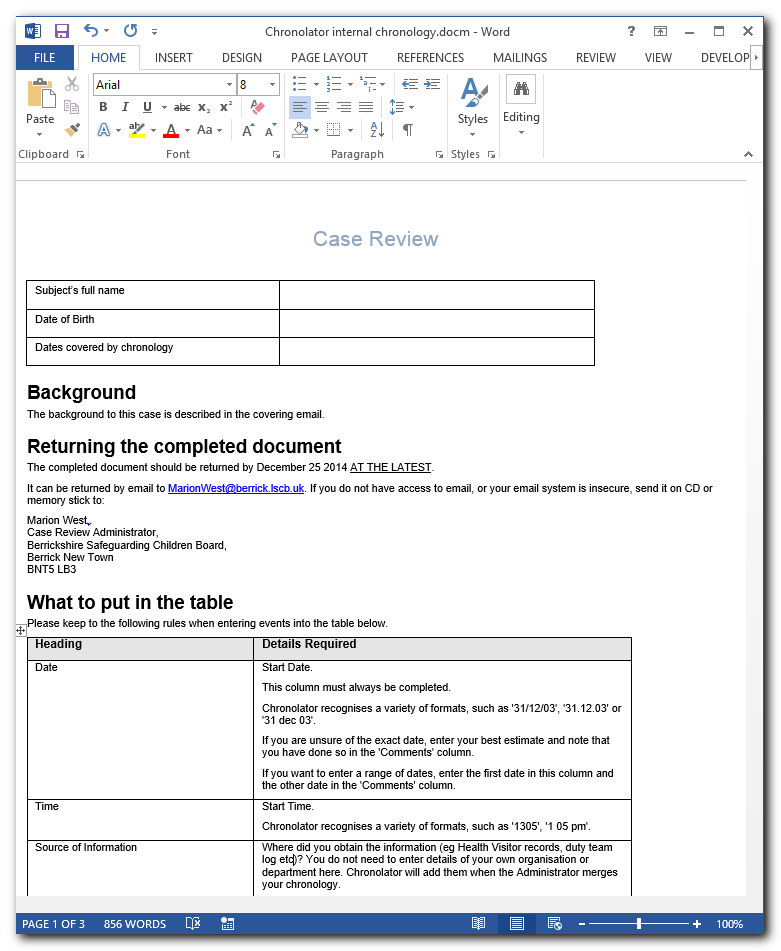 Chronolator internal chronology.docm - Word
?
FILE HOME INSERT DESIGN PAGE LAYOUT REFERENCES MAILINGS REVIEW VIEW DEVELOP
Arial 8
Paste
B I U abc x₂ x²
A ab A Aa A A
A Z ¶
Styles
Editing
Clipboard Font Paragraph Styles
Case Review
Subject's full name
Date of Birth
Dates covered by chronology
Background
The background to this case is described in the covering email.
Returning the completed document
The completed document should be returned by December 25 2014 AT THE LATEST.
It can be returned by email to MarionWest@berrick.lscb.uk. If you do not have access to email, or your email system is insecure, send it on CD or
memory stick to:
Marion West,
Case Review Administrator,
Berrickshire Safeguarding Children Board,
Berrick New Town
BNT5 LB3
What to put in the table
Please keep to the following rules when entering events into the table below.
Heading Details Required
Date Start Date.
This column must always be completed.
Chronolator recognises a variety of formats, such as '31/12/03', '31.12.03' or
'31 dec 03'.
If you are unsure of the exact date, enter your best estimate and note that
you have done so in the 'Comments' column.
If you want to enter a range of dates, enter the first date in this column and
the other date in the 'Comments' column.
Time Start Time.
Chronolator recognises a variety of formats, such as '1305', '1 05 pm'.
Source of Information Where did you obtain the information (eg Health Visitor records, duty team
log etc)? You do not need to enter details of your own organisation or
department here. Chronolator will add them when the Administrator merges
your chronology.
PAGE 1 OF 3 856 WORDS 100%